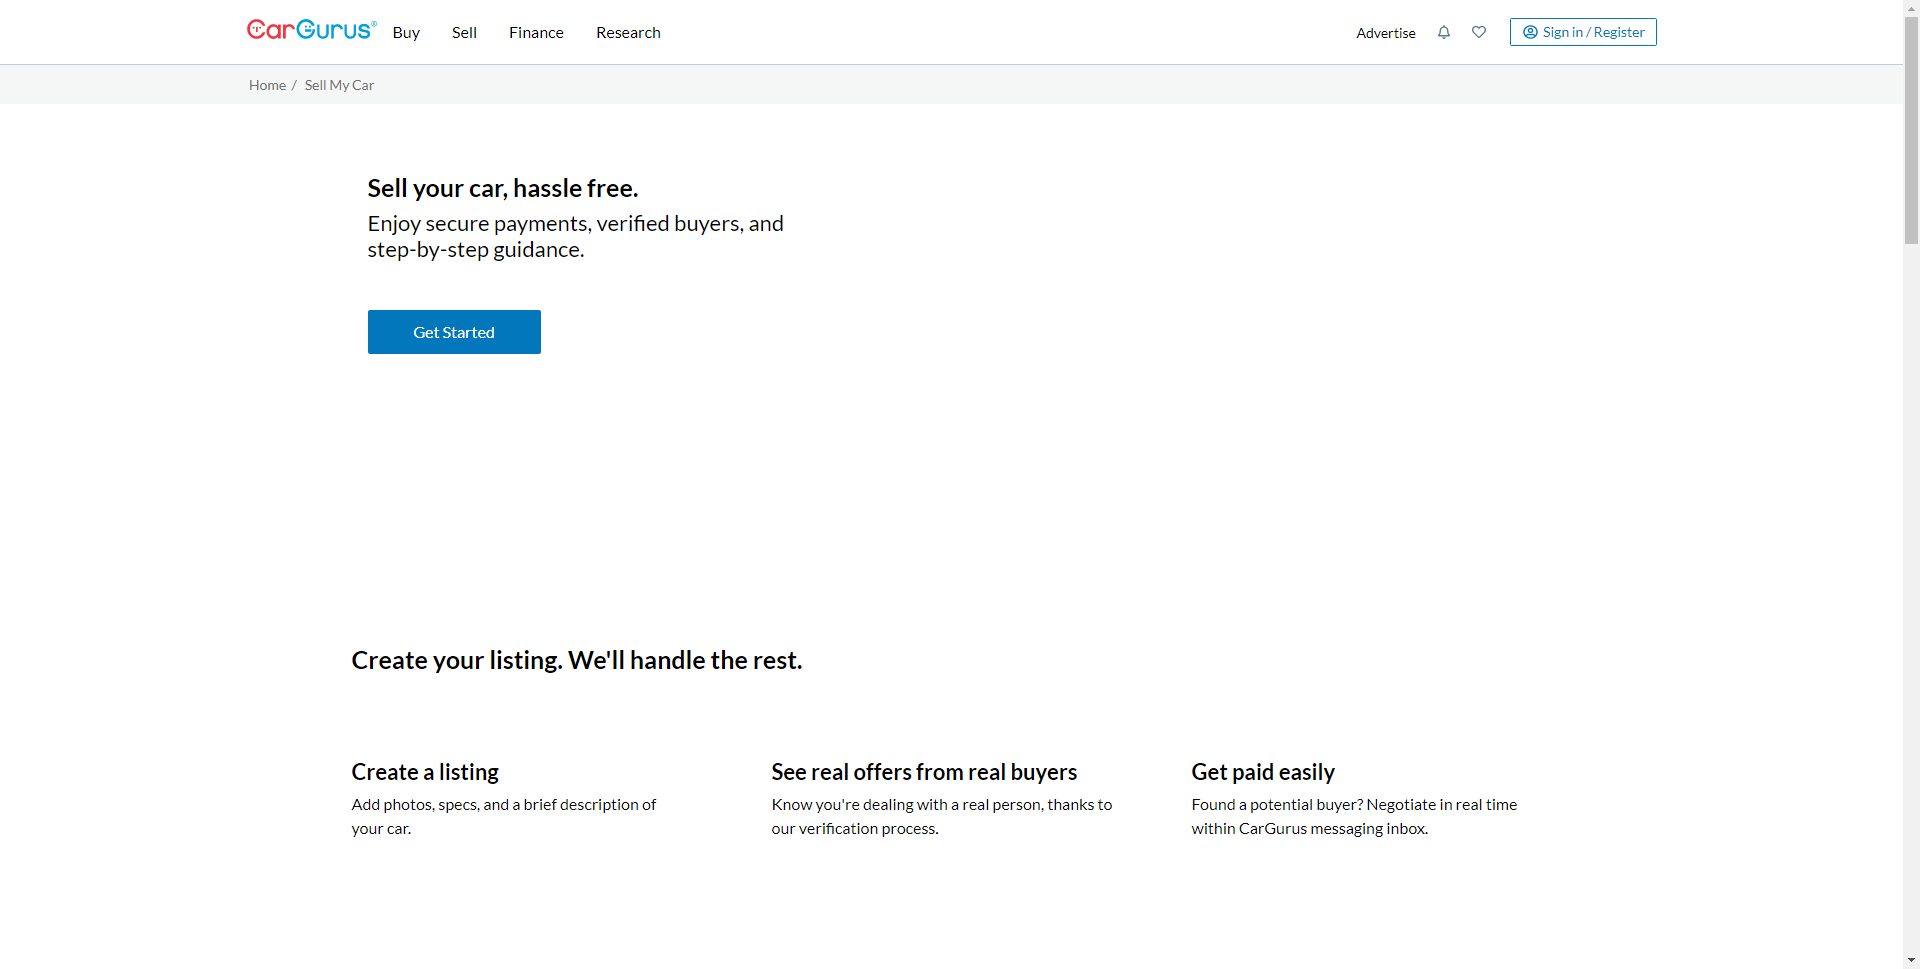 CarGurus®
Buy
Sell
Finance
Research
Advertise
Sign in / Register
Home / Sell My Car
Sell your car, hassle free.
Enjoy secure payments, verified buyers, and
step-by-step guidance.
Get Started
Create your listing. We'll handle the rest.
Create a listing
Add photos, specs, and a brief description of
your car.
See real offers from real buyers
Know you're dealing with a real person, thanks to
our verification process.
Get paid easily
Found a potential buyer? Negotiate in real time
within CarGurus messaging inbox.